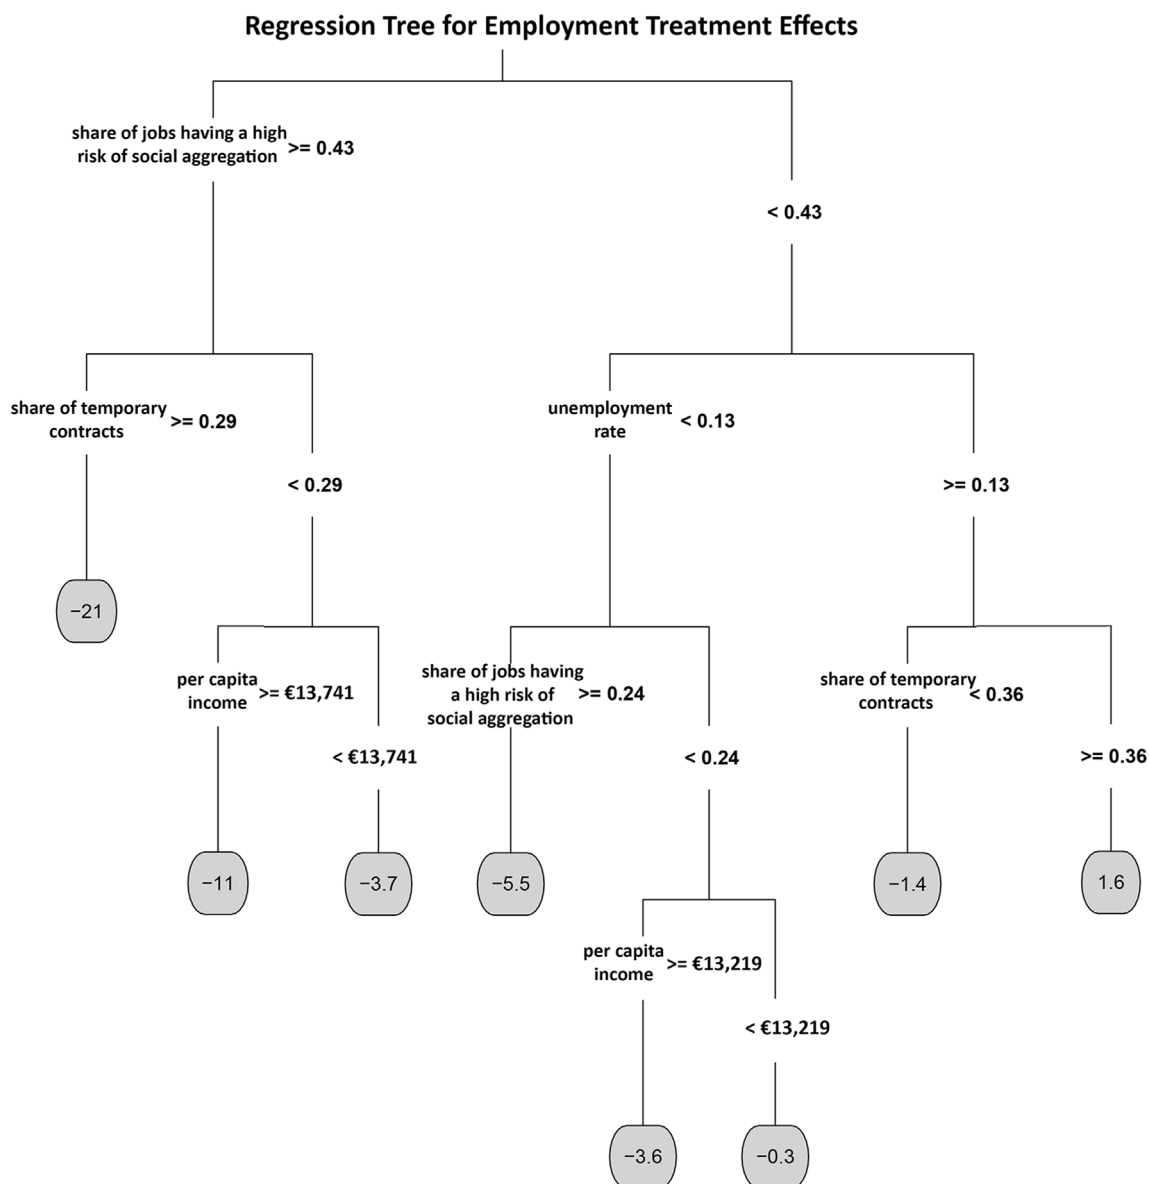 Regression Tree for Employment Treatment Effects
share of jobs having a high
risk of social aggregation
>= 0.43
< 0.43
share of temporary
contracts
>= 0.29
< 0.29
unemployment
rate
< 0.13
>= 0.13
−21
per capita
income
>= €13,741
< €13,741
share of jobs having
a high risk of
social aggregation
>= 0.24
< 0.24
share of temporary
contracts
< 0.36
>= 0.36
−11
−3.7
−5.5
−1.4
1.6
per capita
income
>= €13,219
< €13,219
−3.6
−0.3